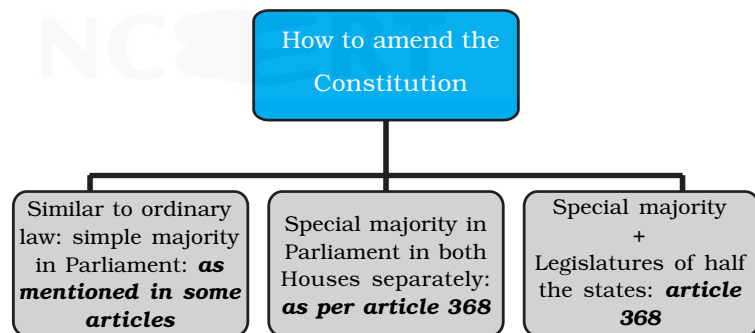 NCERT
How to amend the
Constitution
Similar to ordinary
law: simple majority
in Parliament: as
mentioned in some
articles
Special majority in
Parliament in both
Houses separately:
as per article 368
Special majority
+
Legislatures of half
the states: article
368